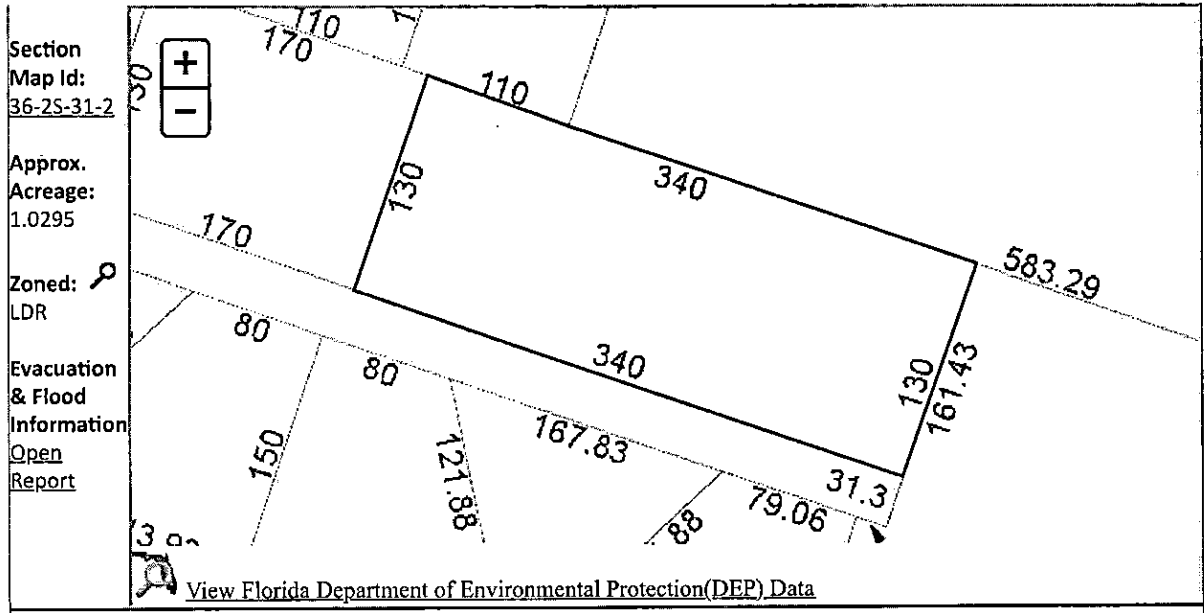 Section
Map Id:
36-2S-31-2
Approx.
Acreage:
1.0295
Zoned:
LDR
Evacuation
& Flood
Information
Open
Report
+
−
110
170
110
130
340
170
583.29
340
130
161.43
80
80
167.83
31.3
79.06
150
121.88
88
View Florida Department of Environmental Protection(DEP) Data